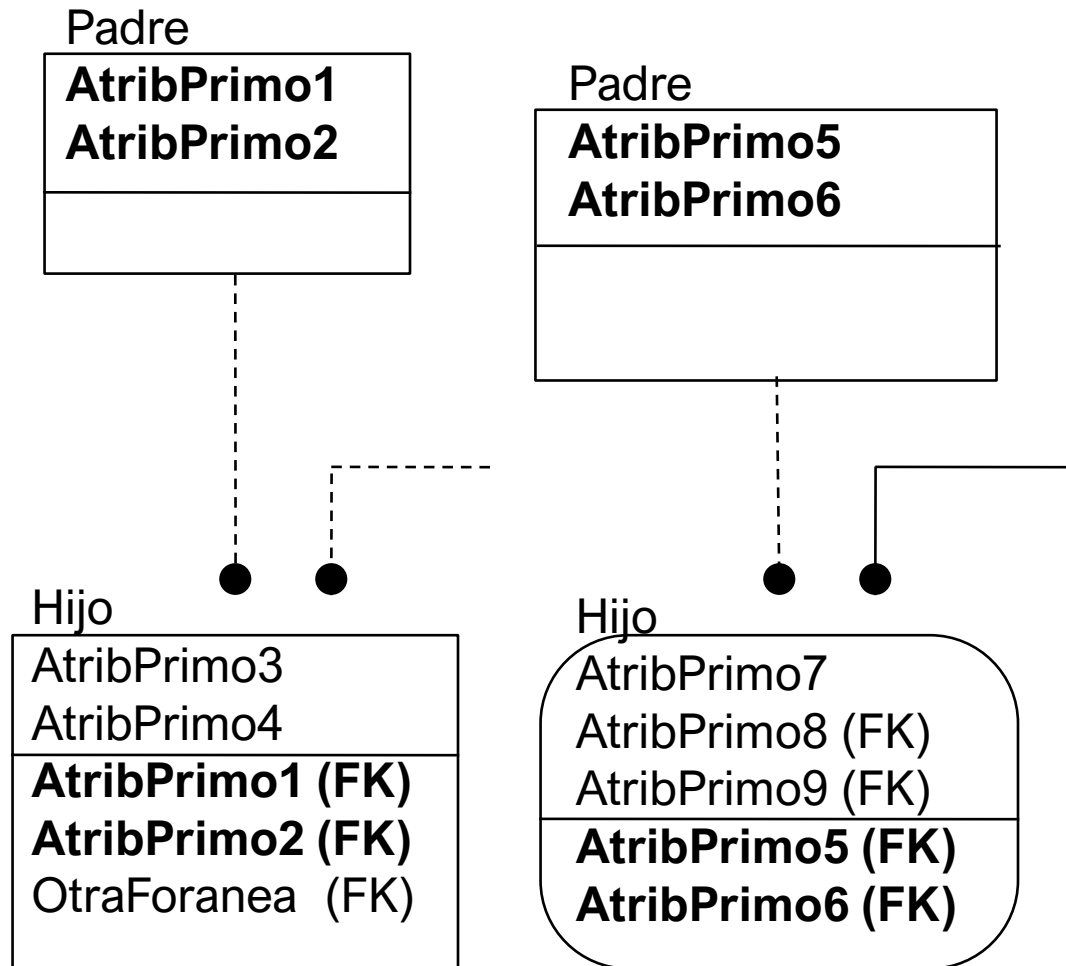 Padre
AtribPrimo1
AtribPrimo2
Padre
AtribPrimo5
AtribPrimo6
Hijo
AtribPrimo3
AtribPrimo4
AtribPrimo1 (FK)
AtribPrimo2 (FK)
OtraForanea (FK)
Hijo
AtribPrimo7
AtribPrimo8 (FK)
AtribPrimo9 (FK)
AtribPrimo5 (FK)
AtribPrimo6 (FK)